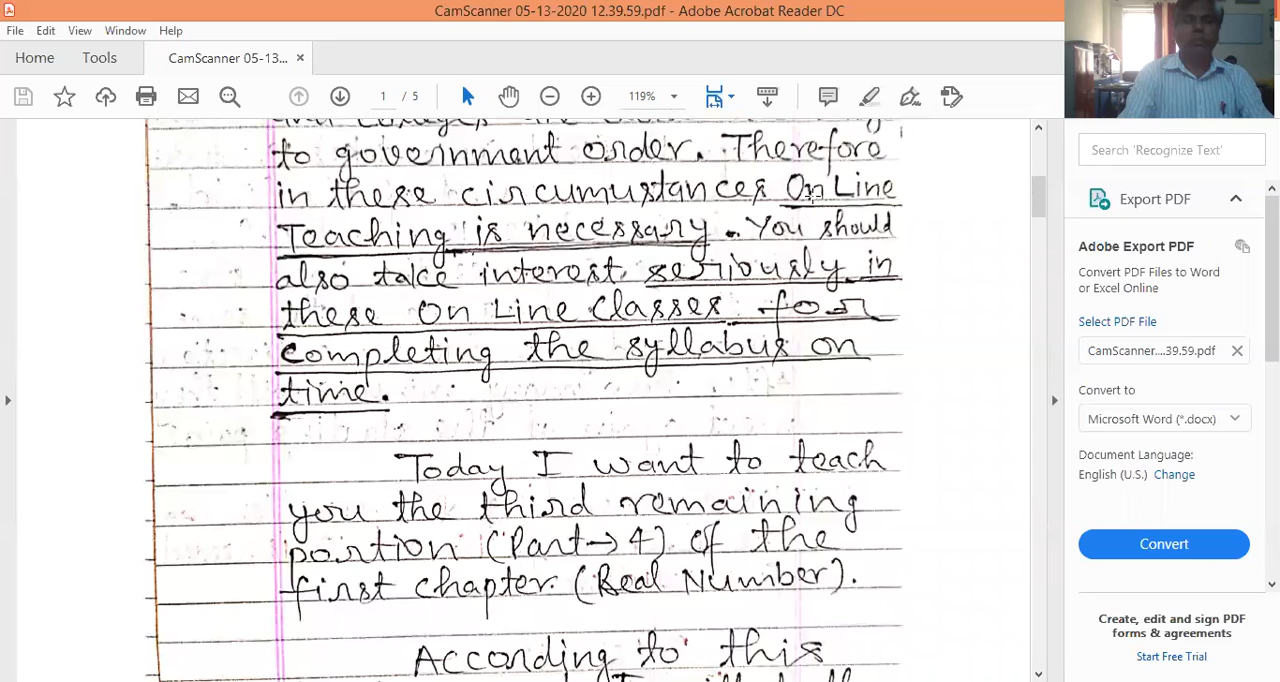 CamScanner 05-13-2020 12.39.59.pdf - Adobe Acrobat Reader DC
File Edit View Window Help
Home Tools CamScanner 05-13... ×
1 / 5 119%
to government order. Therefore
in these circumustances On Line
Teaching is necessary. You should
also take interest seriously in
these On Line Classes for
completing the syllabus on
time.
Today I want to teach
you the third remaining
portion (Part→4) of the
first chapter (Real Number).
According to this
Search 'Recognize Text'
Export PDF
Adobe Export PDF
Convert PDF Files to Word
or Excel Online
Select PDF File
CamScanner....39.59.pdf
Convert to
Microsoft Word (*.docx)
Document Language:
English (U.S.) Change
Convert
Create, edit and sign PDF
forms & agreements
Start Free Trial